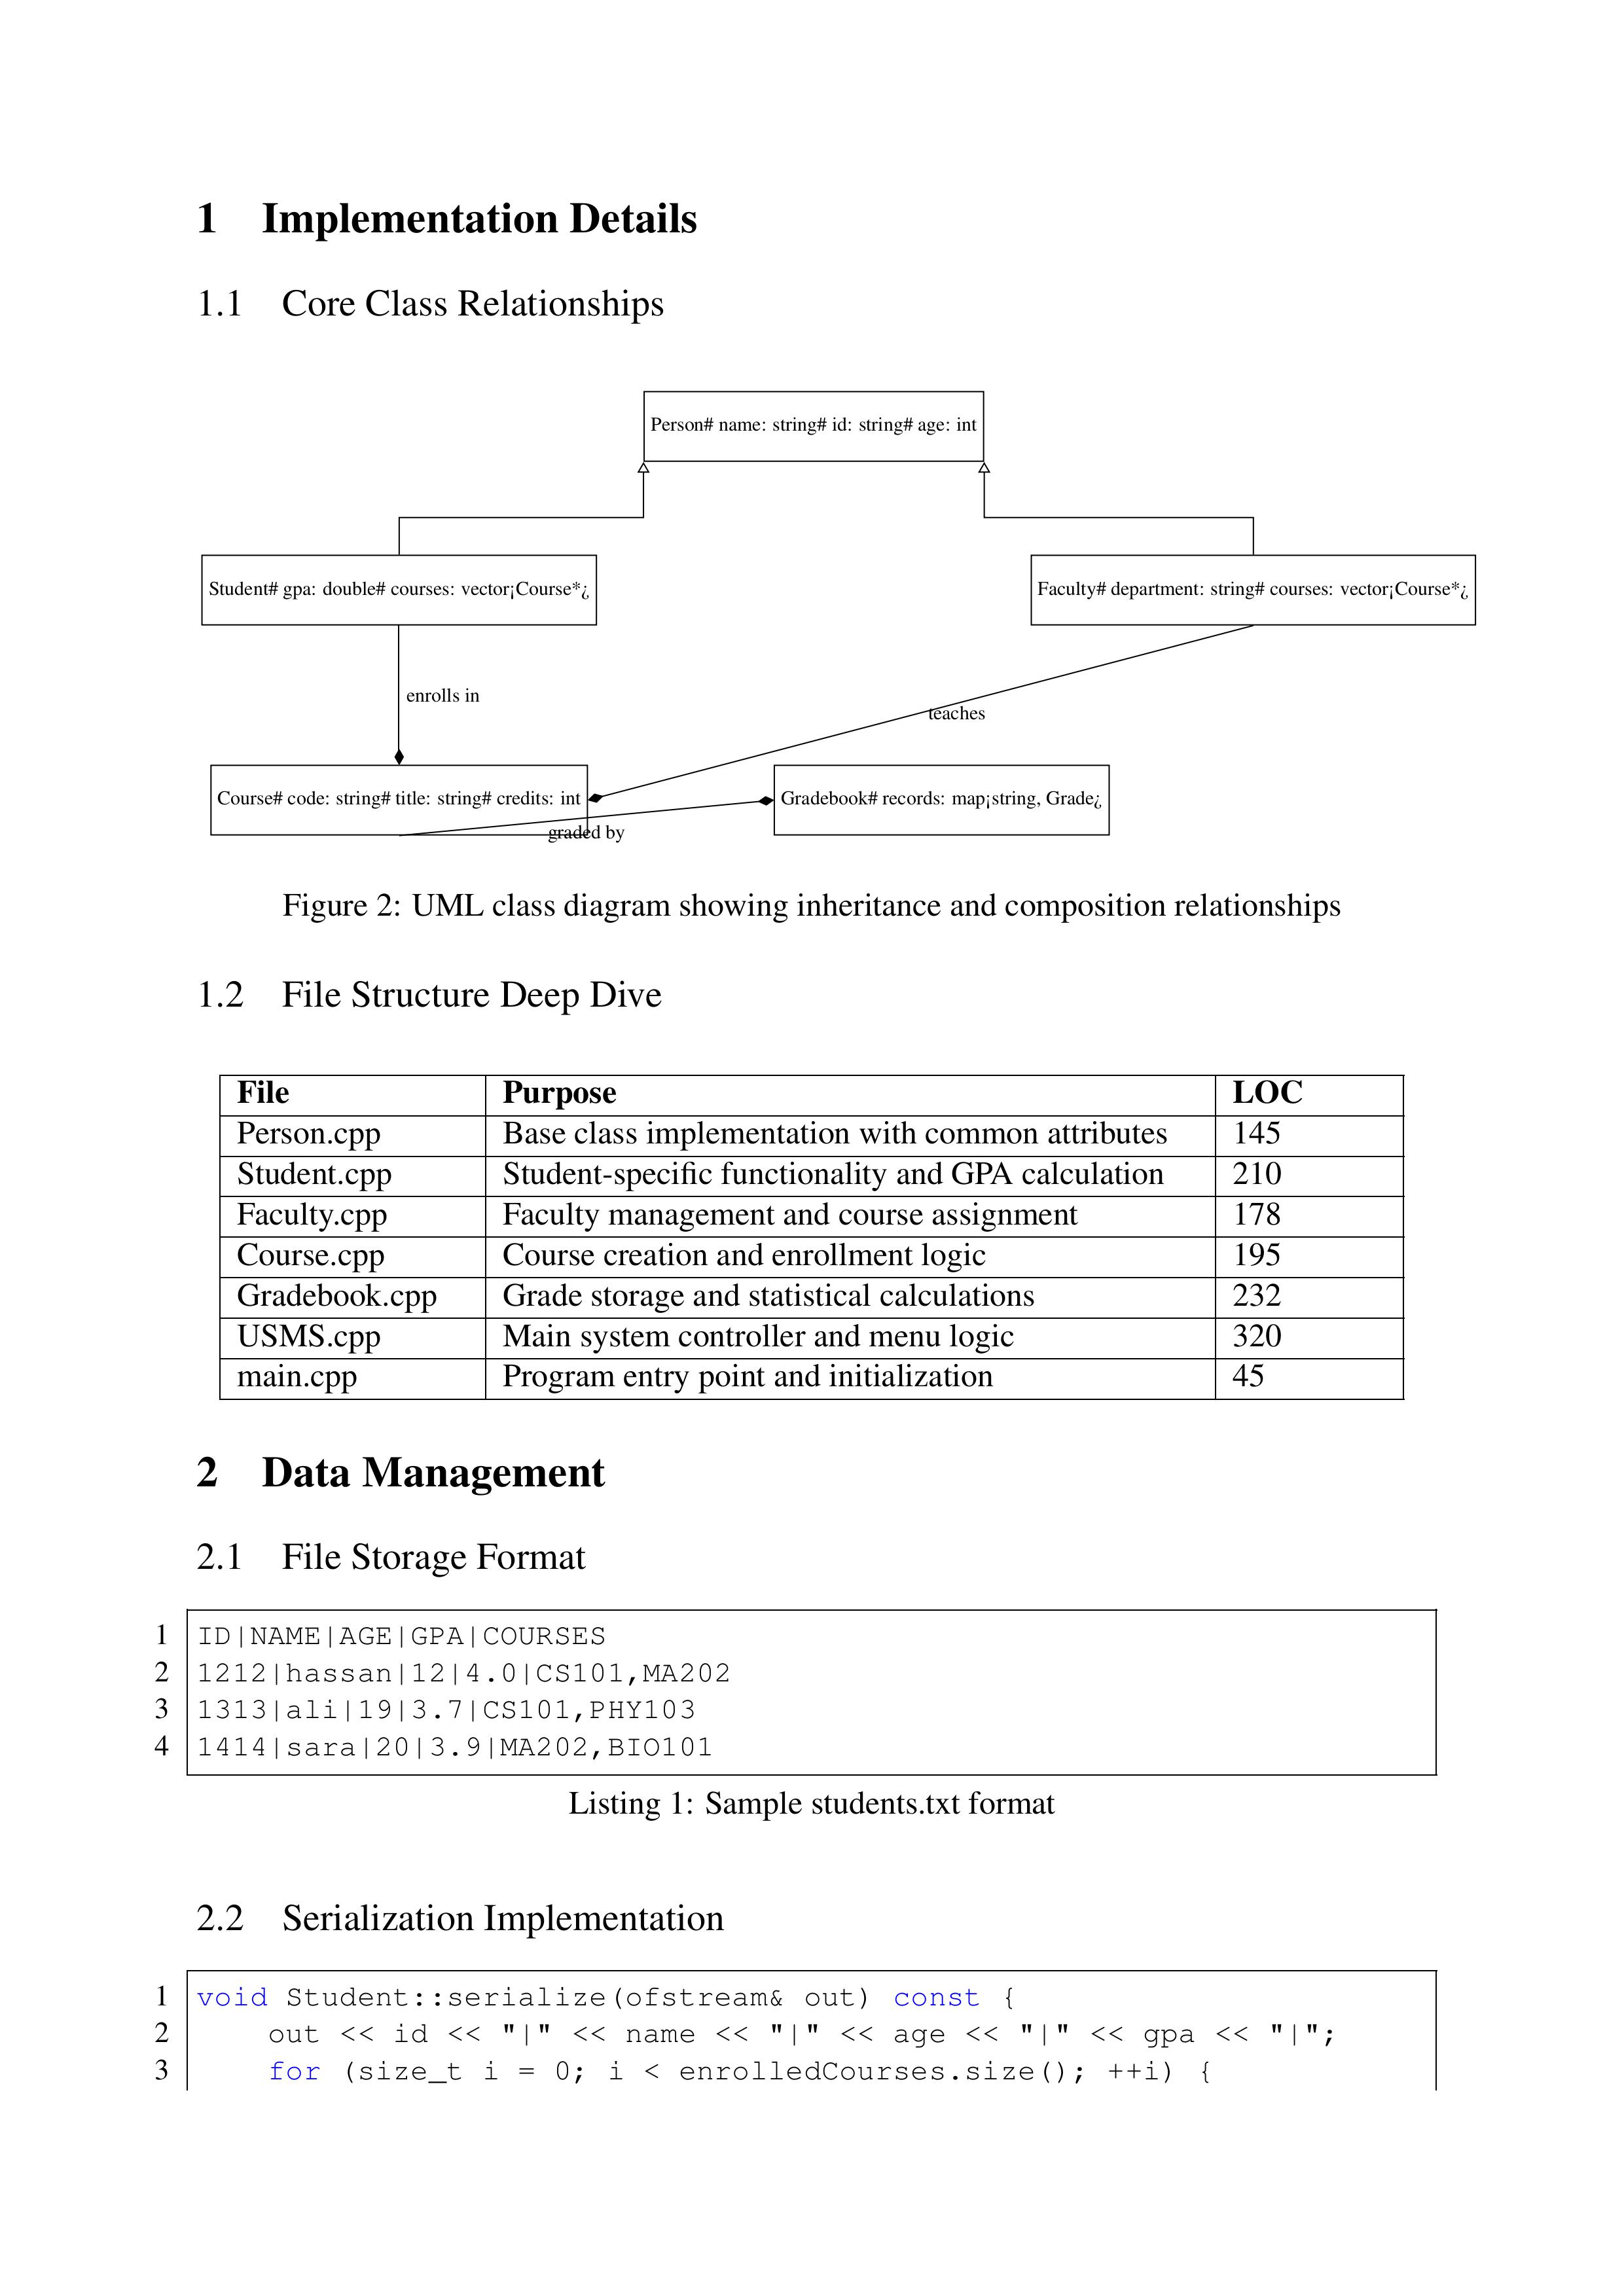 1 Implementation Details
1.1 Core Class Relationships
Person# name: string# id: string# age: int
Student# gpa: double# courses: vector¡Course*¿
Faculty# department: string# courses: vector¡Course*¿
enrolls in
teaches
Course# code: string# title: string# credits: int
Gradebook# records: map¡string, Grade¿
graded by
Figure 2: UML class diagram showing inheritance and composition relationships
1.2 File Structure Deep Dive
File Purpose LOC
Person.cpp Base class implementation with common attributes 145
Student.cpp Student-specific functionality and GPA calculation 210
Faculty.cpp Faculty management and course assignment 178
Course.cpp Course creation and enrollment logic 195
Gradebook.cpp Grade storage and statistical calculations 232
USMS.cpp Main system controller and menu logic 320
main.cpp Program entry point and initialization 45
2 Data Management
2.1 File Storage Format
1 ID|NAME|AGE|GPA|COURSES
2 1212|hassan|12|4.0|CS101,MA202
3 1313|ali|19|3.7|CS101,PHY103
4 1414|sara|20|3.9|MA202,BIO101
Listing 1: Sample students.txt format
2.2 Serialization Implementation
1 void Student::serialize(ofstream& out) const {
2     out << id << "|" << name << "|" << age << "|" << gpa << "|";
3     for (size_t i = 0; i < enrolledCourses.size(); ++i) {